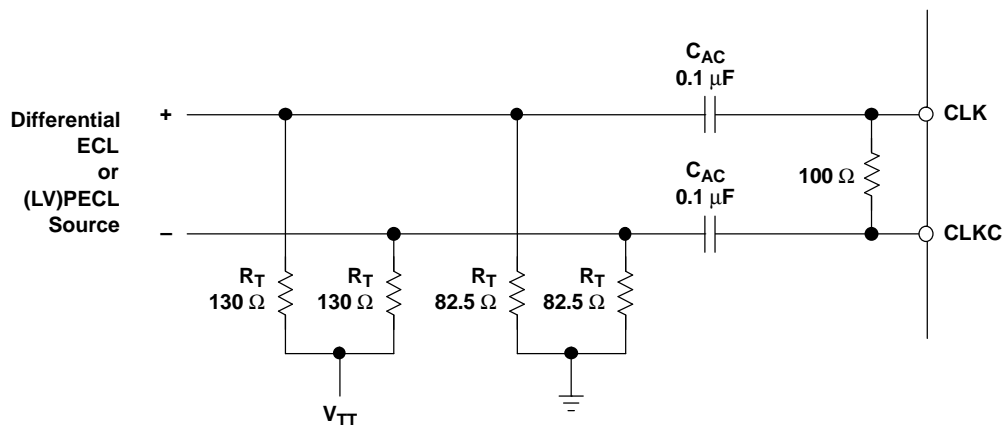 C_AC
0.1 μF
CLK
Differential
ECL
or
(LV)PECL
Source
+
100 Ω
C_AC
0.1 μF
−
CLKC
R_T
130 Ω
R_T
130 Ω
R_T
82.5 Ω
R_T
82.5 Ω
V_TT